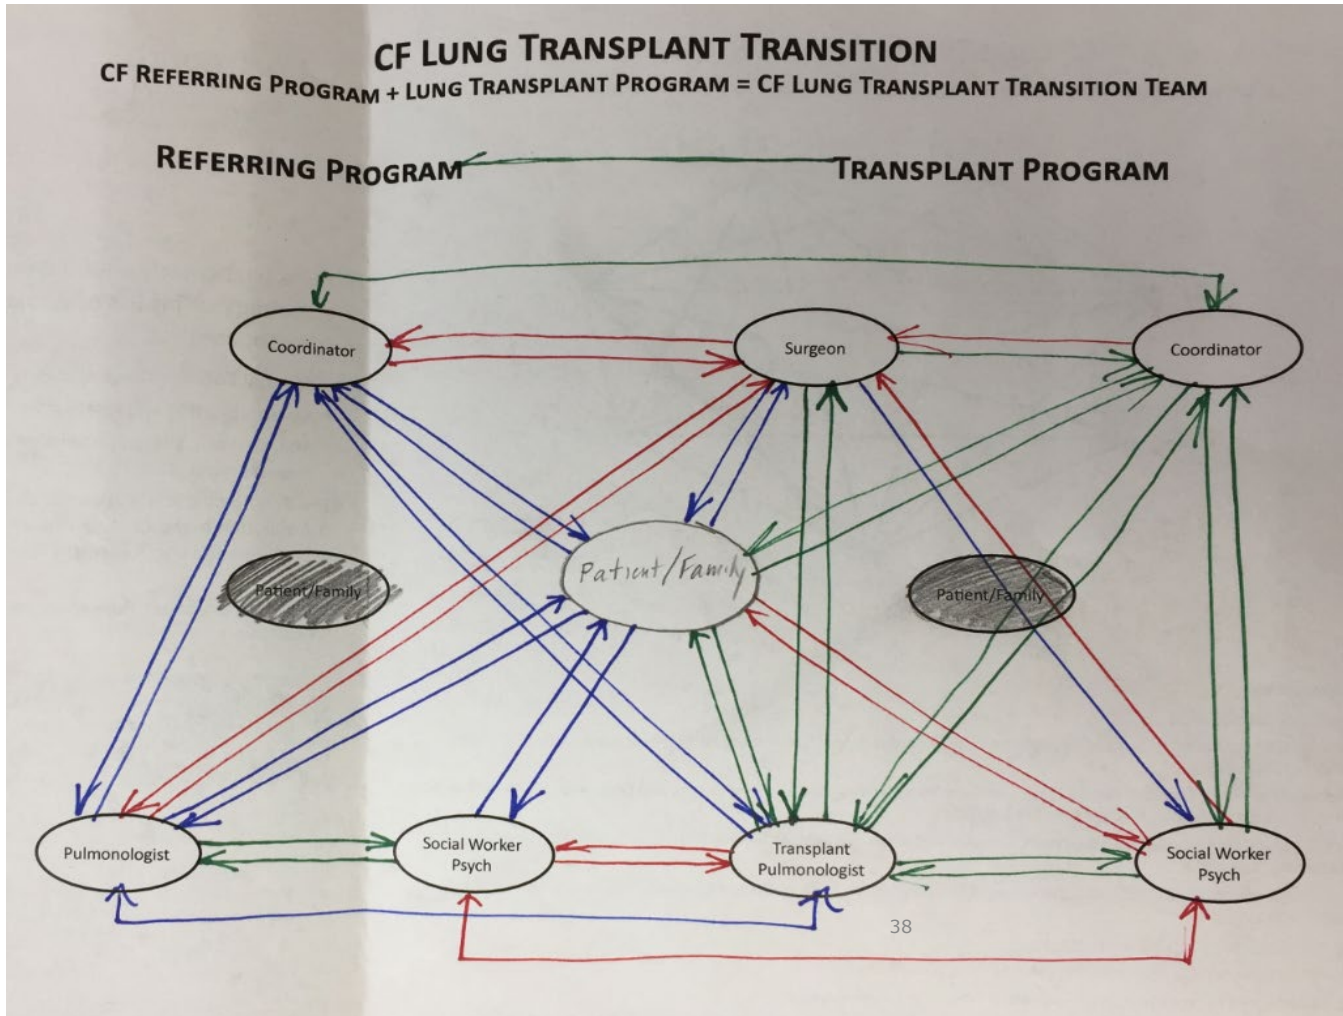 CF LUNG TRANSPLANT TRANSITION
CF REFERRING PROGRAM + LUNG TRANSPLANT PROGRAM = CF LUNG TRANSPLANT TRANSITION TEAM
REFERRING PROGRAM
TRANSPLANT PROGRAM
Coordinator
Surgeon
Coordinator
Patient/Family
Patient/Family
Patient/Family
Pulmonologist
Social Worker
Psych
Transplant
Pulmonologist
Social Worker
Psych
38